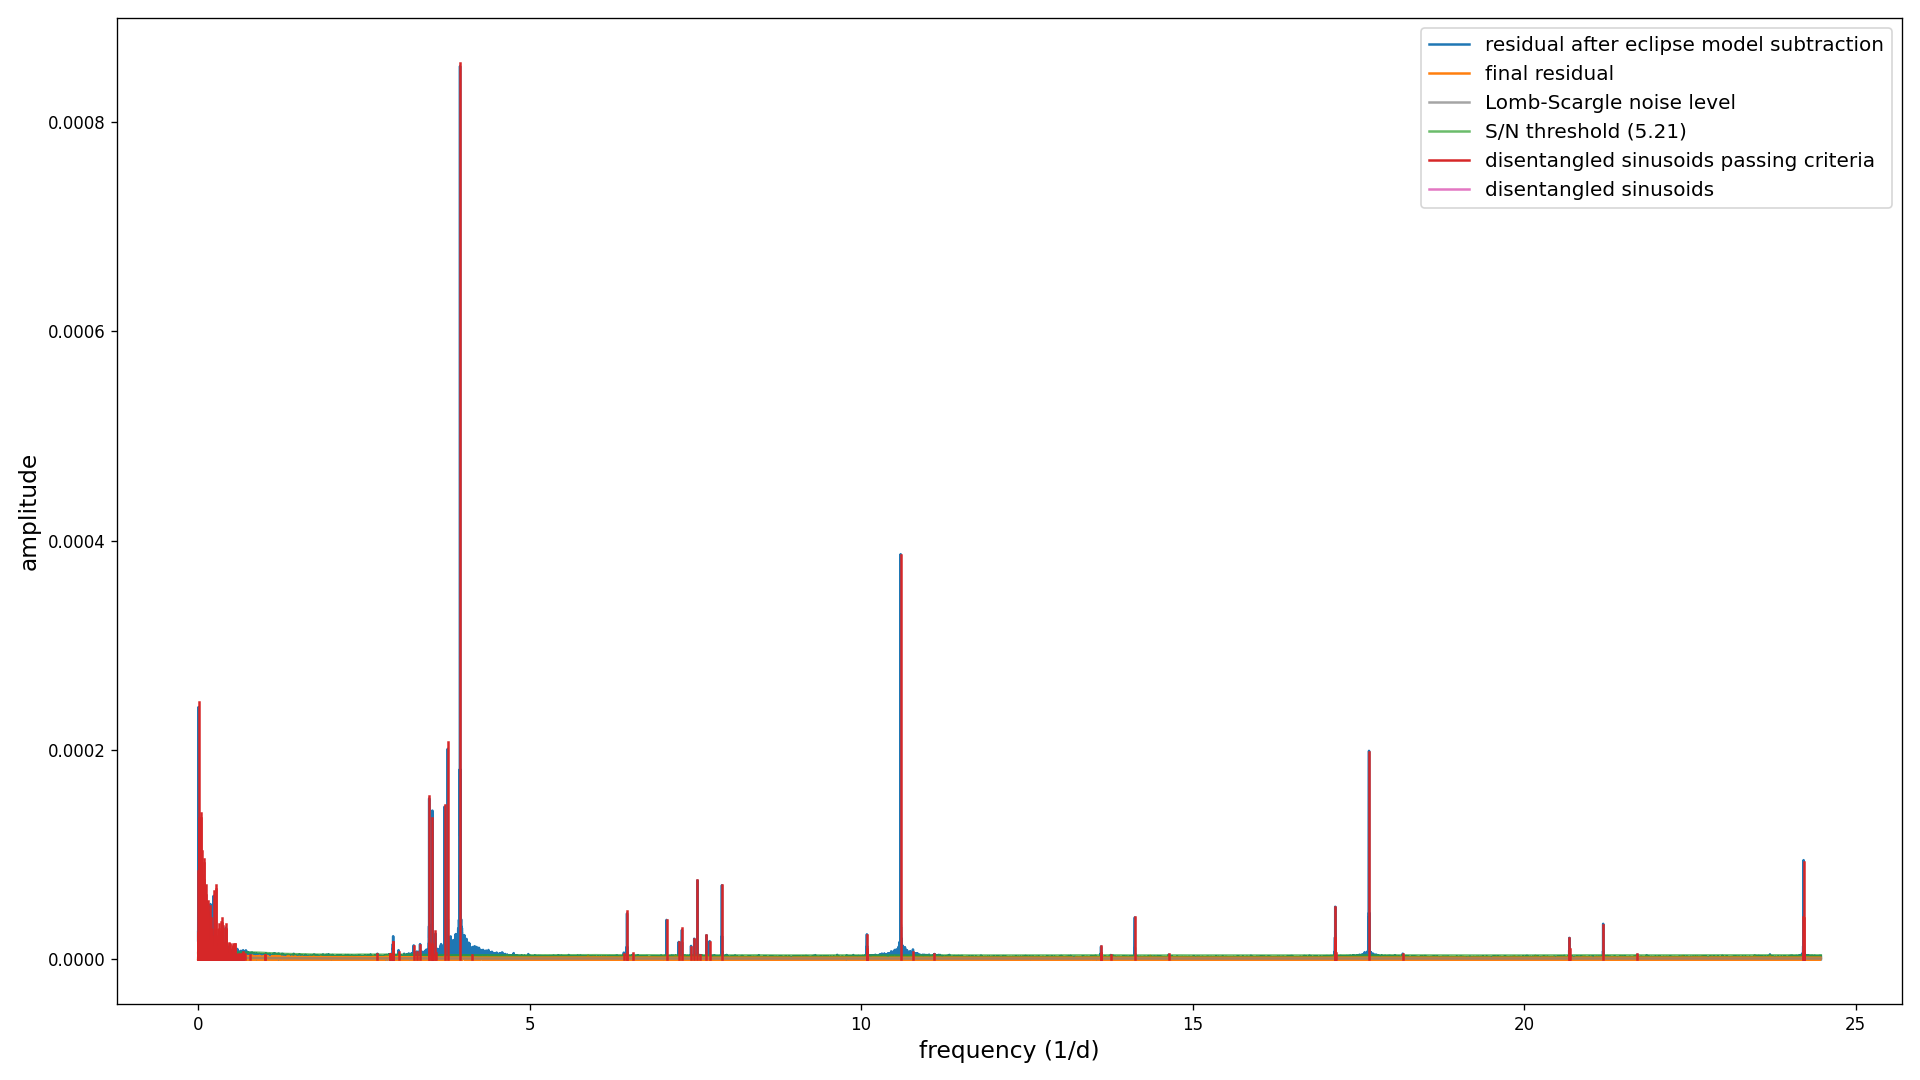 residual after eclipse model subtraction
final residual
Lomb-Scargle noise level
S/N threshold (5.21)
disentangled sinusoids passing criteria
disentangled sinusoids
amplitude
0.0008
0.0006
0.0004
0.0002
0.0000
0 5 10 15 20 25
frequency (1/d)